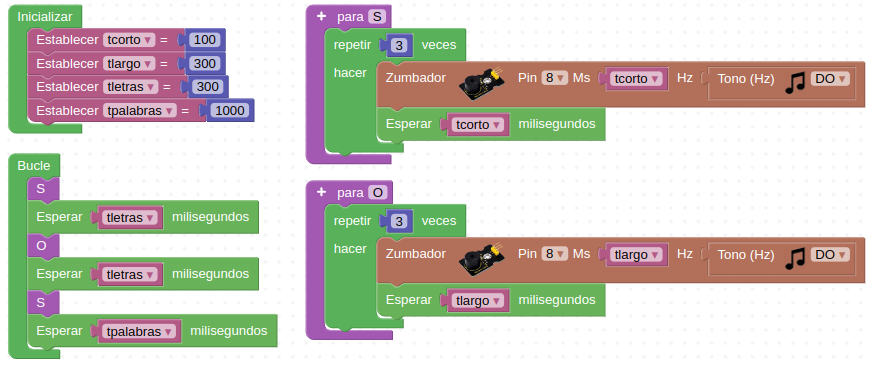 Inicializar
Establecer tcorto = 100
Establecer tlargo = 300
Establecer tletras = 300
Establecer tpalabras = 1000
Bucle
S
Esperar tletras milisegundos
O
Esperar tletras milisegundos
S
Esperar tpalabras milisegundos
+ para S
repetir 3 veces
hacer Zumbador Pin 8 Ms tcorto Hz Tono (Hz) DO
Esperar tcorto milisegundos
+ para O
repetir 3 veces
hacer Zumbador Pin 8 Ms tlargo Hz Tono (Hz) DO
Esperar tlargo milisegundos